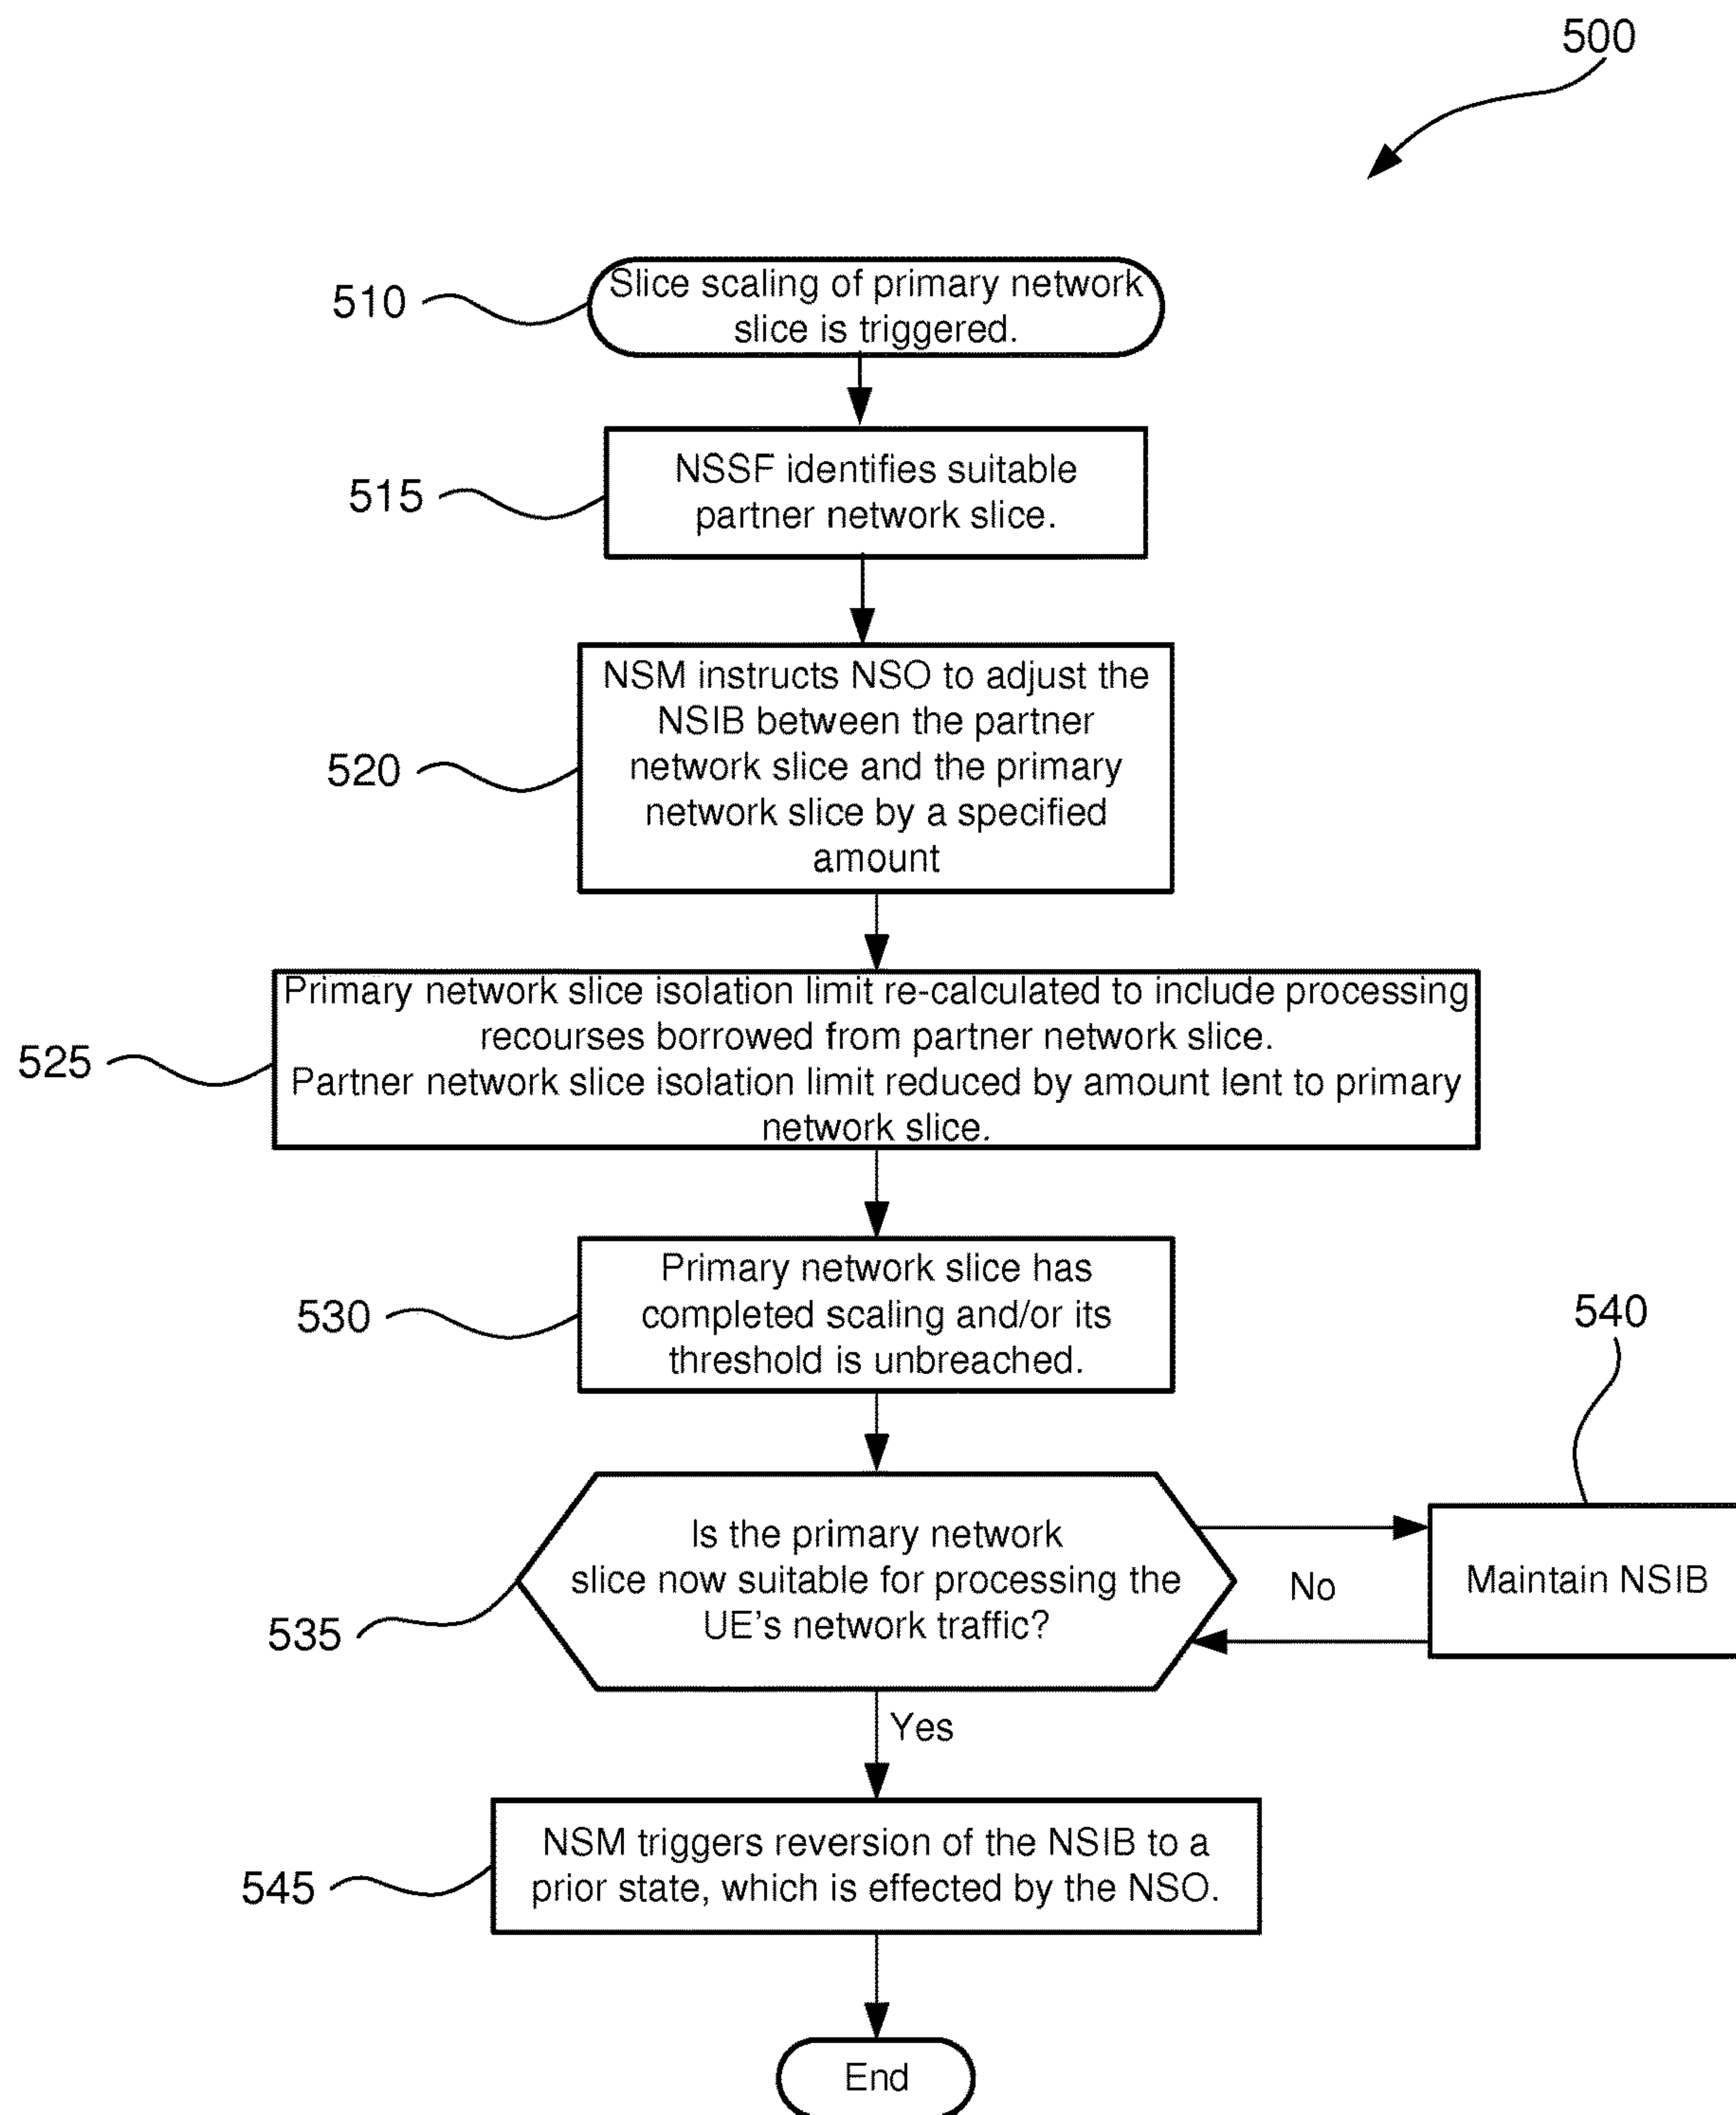 500
510
Slice scaling of primary network
slice is triggered.
515
NSSF identifies suitable
partner network slice.
520
NSM instructs NSO to adjust the
NSIB between the partner
network slice and the primary
network slice by a specified
amount
525
Primary network slice isolation limit re-calculated to include processing
recourses borrowed from partner network slice.
Partner network slice isolation limit reduced by amount lent to primary
network slice.
530
Primary network slice has
completed scaling and/or its
threshold is unbreached.
540
535
Is the primary network
slice now suitable for processing the
UE's network traffic?
No
Maintain NSIB
Yes
545
NSM triggers reversion of the NSIB to a
prior state, which is effected by the NSO.
End